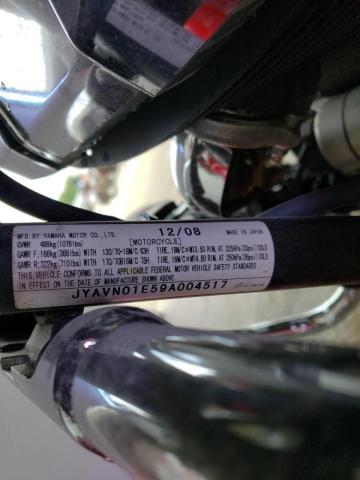 MFD BY YAMAHA MOTOR CO., LTD. 12/08 MADE IN JAPAN
GVWR 488kg(1076lbs) [MOTORCYCLE]
GAWR F;166kg(366lbs) WITH 130/70-18M/C 63H TIRE, 18M/C×MT3.50 RIM, AT 225kPa(33psi) COLD
GAWR R;322kg(710lbs) WITH 170/70B16M/C 75H TIRE, 16M/C×MT4.50 RIM, AT 250kPa(36psi) COLD
THIS VEHICLE CONFORMS TO ALL APPLICABLE FEDERAL MOTOR VEHICLE SAFETY STANDARDS
IN EFFECT ON THE DATE OF MANUFACTURE SHOWN ABOVE.
JYAVN01E59A004517